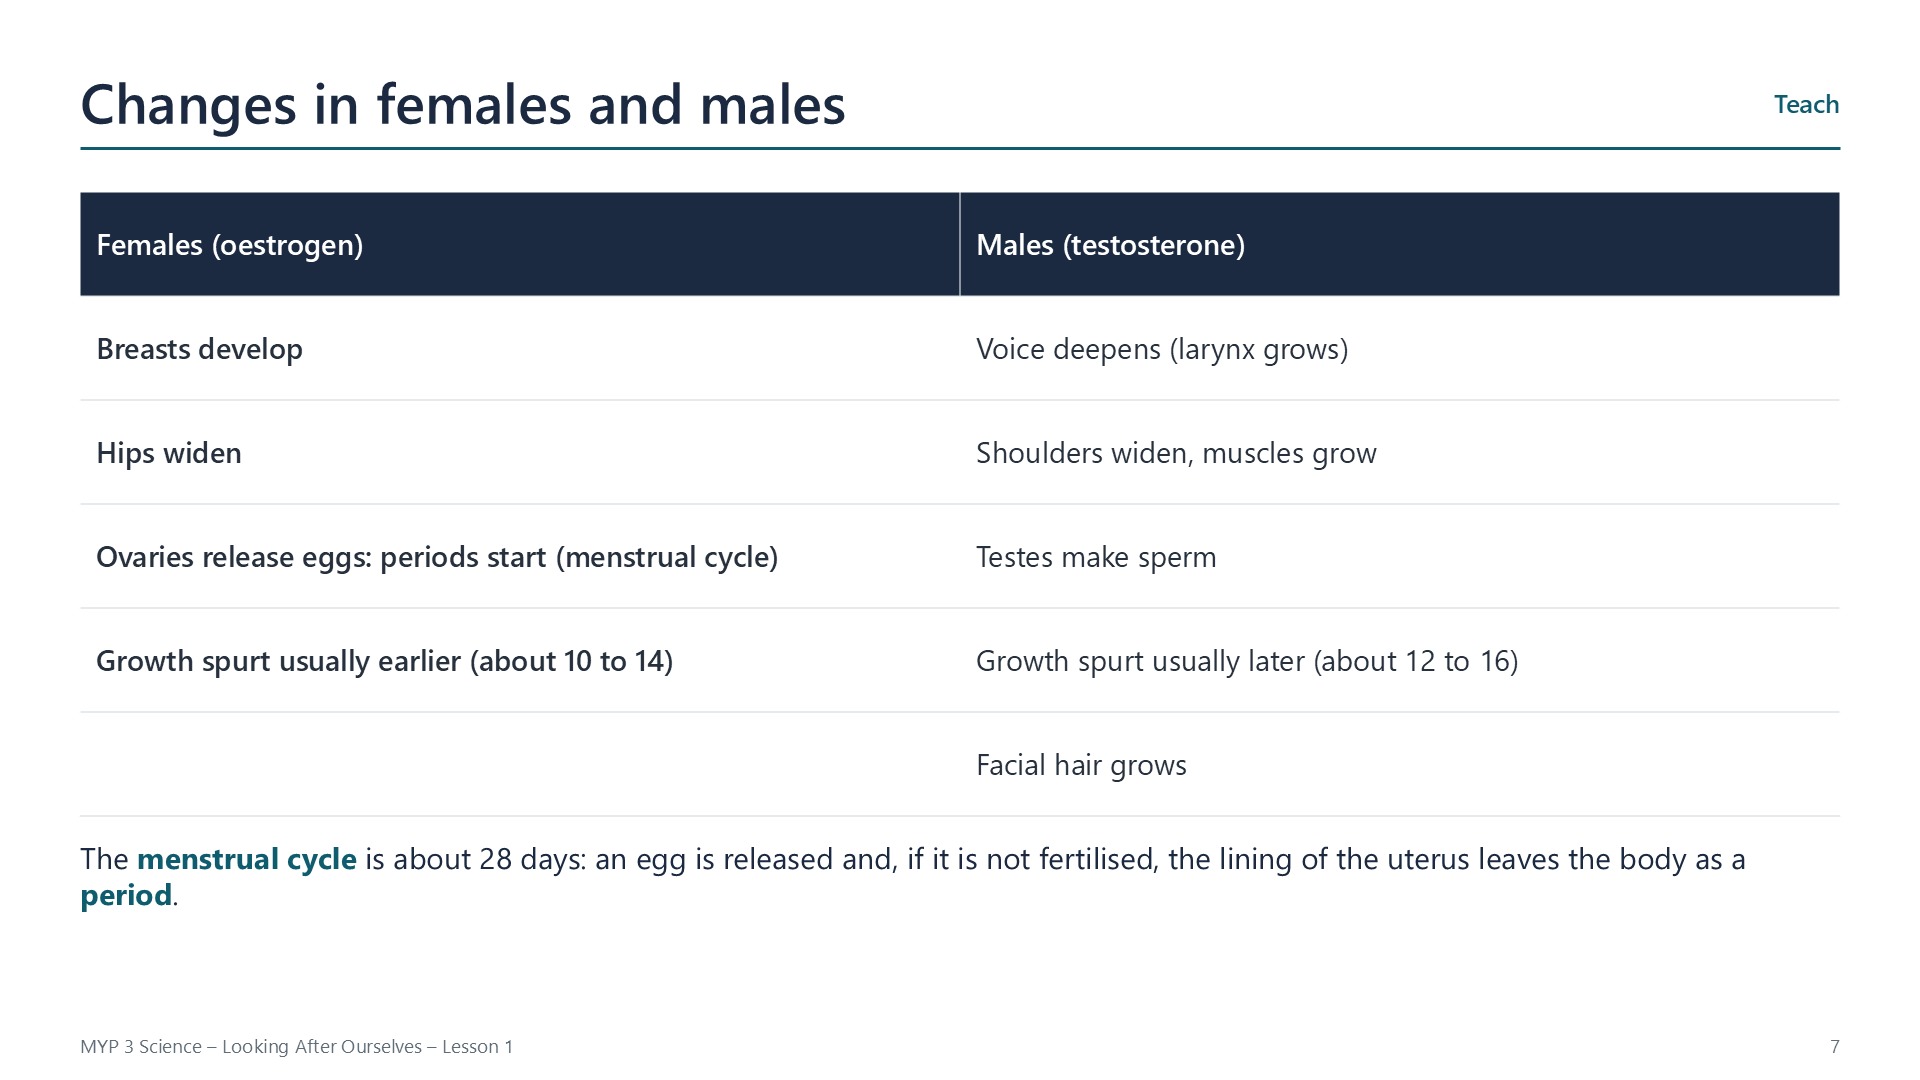 Changes in females and males
Teach
Females (oestrogen)
Males (testosterone)
Breasts develop
Voice deepens (larynx grows)
Hips widen
Shoulders widen, muscles grow
Ovaries release eggs: periods start (menstrual cycle)
Testes make sperm
Growth spurt usually earlier (about 10 to 14)
Growth spurt usually later (about 12 to 16)
Facial hair grows
The menstrual cycle is about 28 days: an egg is released and, if it is not fertilised, the lining of the uterus leaves the body as a
period.
MYP 3 Science – Looking After Ourselves – Lesson 1
7